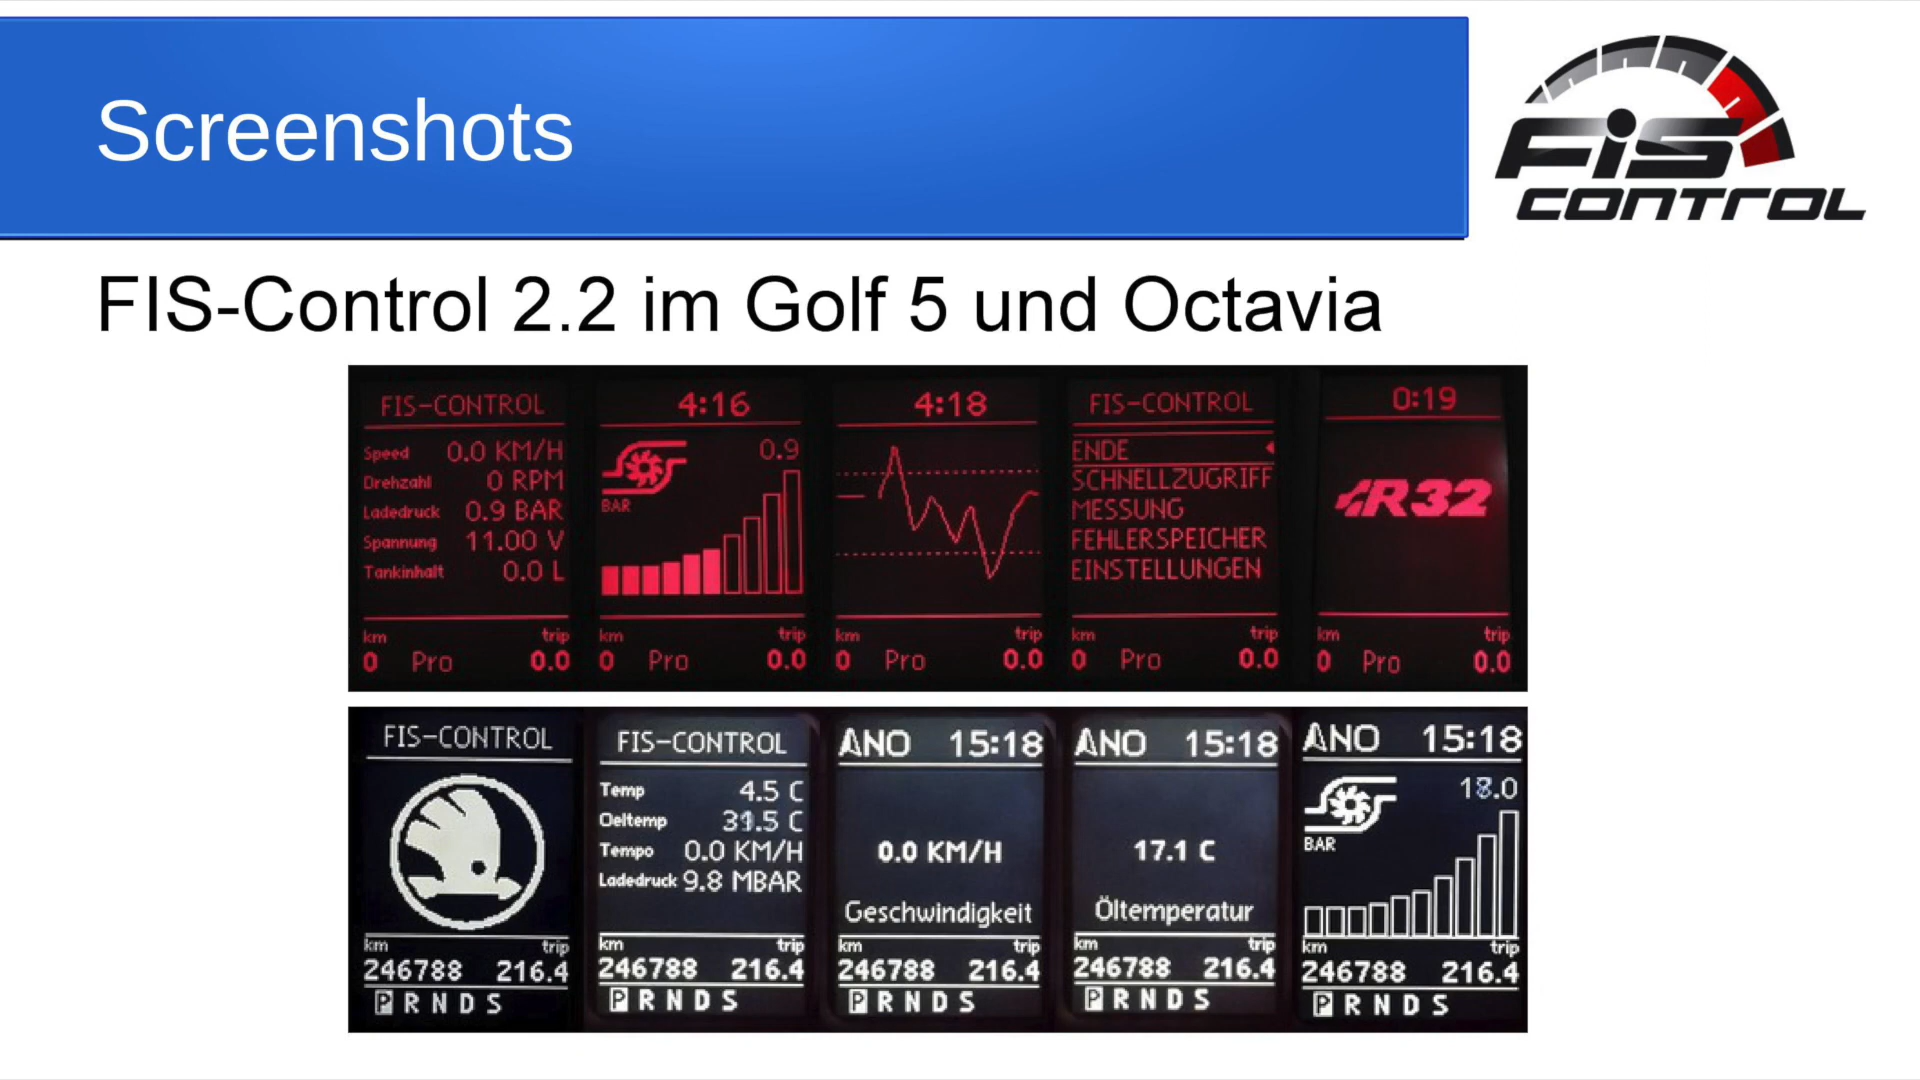 Screenshots
FiS
CONTROL
FIS-Control 2.2 im Golf 5 und Octavia
FIS-CONTROL
Speed 0.0 KM/H
Drehzahl 0 RPM
Ladedruck 0.9 BAR
Spannung 11.00 V
Tankinhalt 0.0 L
km trip
0 Pro 0.0
4:16
0.9
BAR
km trip
0 Pro 0.0
4:18
km trip
0 Pro 0.0
FIS-CONTROL
ENDE
SCHNELLZUGRIFF
MESSUNG
FEHLERSPEICHER
EINSTELLUNGEN
km trip
0 Pro 0.0
0:19
R32
km trip
0 Pro 0.0
FIS-CONTROL
km trip
246788 216.4
P R N D S
FIS-CONTROL
Temp 4.5 C
Oeltemp C
Tempo 0.0 KM/H
Ladedruck 9.8 MBAR
km trip
246788 216.4
P R N D S
ANO 15:18
0.0 KM/H
Geschwindigkeit
km trip
246788 216.4
P R N D S
ANO 15:18
17.1 C
Öltemperatur
km trip
246788 216.4
P R N D S
ANO 15:18
BAR
km trip
246788 216.4
P R N D S